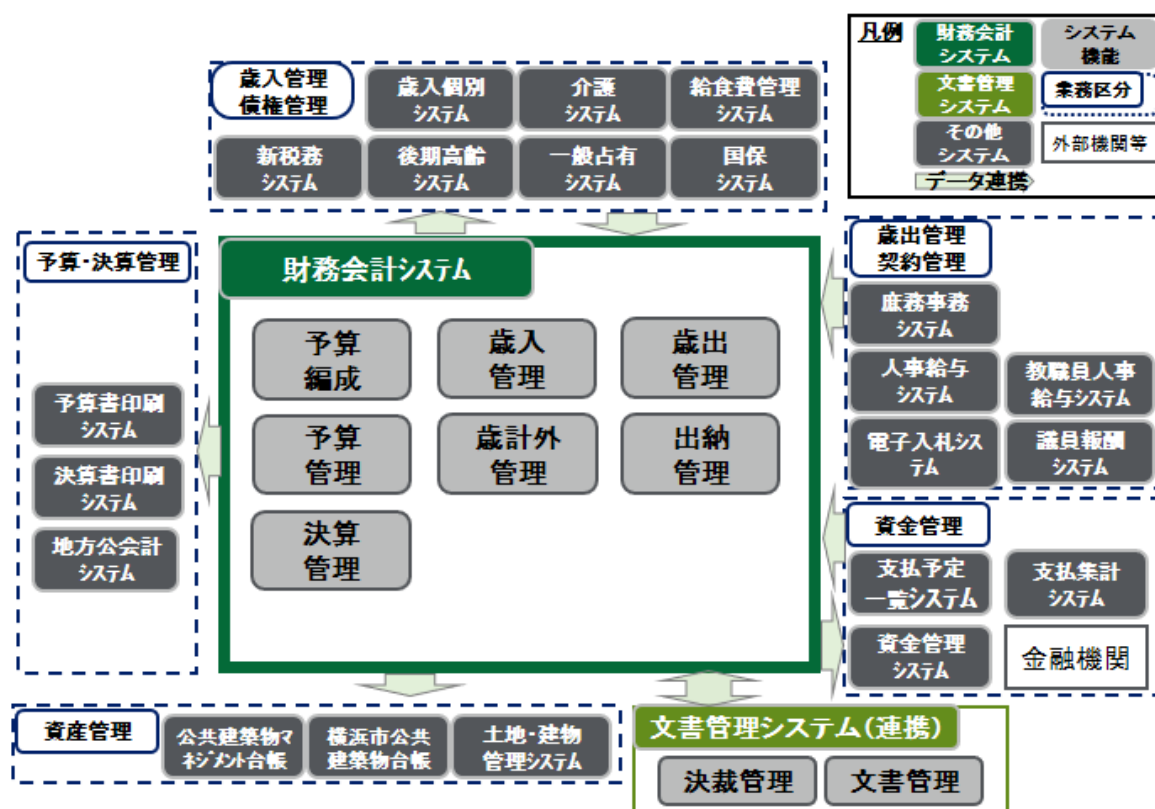 凡例
財務会計
システム
システム
機能
文書管理
システム
業務区分
その他
システム
外部機関等
データ連携
歳入管理
債権管理
歳入個別
システム
介護
システム
給食費管理
システム
新税務
システム
後期高齢
システム
一般占有
システム
国保
システム
予算・決算管理
予算書印刷
システム
決算書印刷
システム
地方公会計
システム
財務会計システム
予算
編成
歳入
管理
歳出
管理
予算
管理
歳計外
管理
出納
管理
決算
管理
歳出管理
契約管理
庶務事務
システム
人事給与
システム
教職員人事
給与システム
電子入札シス
テム
議員報酬
システム
資金管理
支払予定
一覧システム
支払集計
システム
資金管理
システム
金融機関
資産管理
公共建築物マ
ネジメント台帳
横浜市公共
建築物台帳
土地・建物
管理システム
文書管理システム(連携)
決裁管理
文書管理